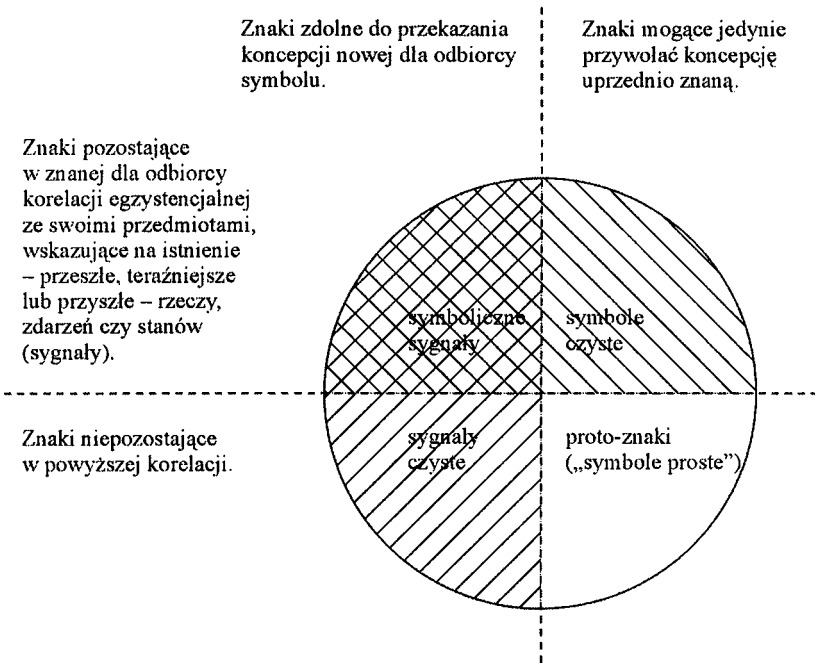 Znaki zdolne do przekazania
koncepcji nowej dla odbiorcy
symbolu.
Znaki mogące jedynie
przywołać koncepcję
uprzednio znaną.
Znaki pozostające
w znanej dla odbiorcy
korelacji egzystencjalnej
ze swoimi przedmiotami,
wskazujące na istnienie
– przeszłe, teraźniejsze
lub przyszłe – rzeczy,
zdarzeń czy stanów
(sygnały).
symboliczne
sygnały
symbole
czyste
Znaki niepozostające
w powyższej korelacji.
sygnały
czyste
proto-znaki
(„symbole proste”)